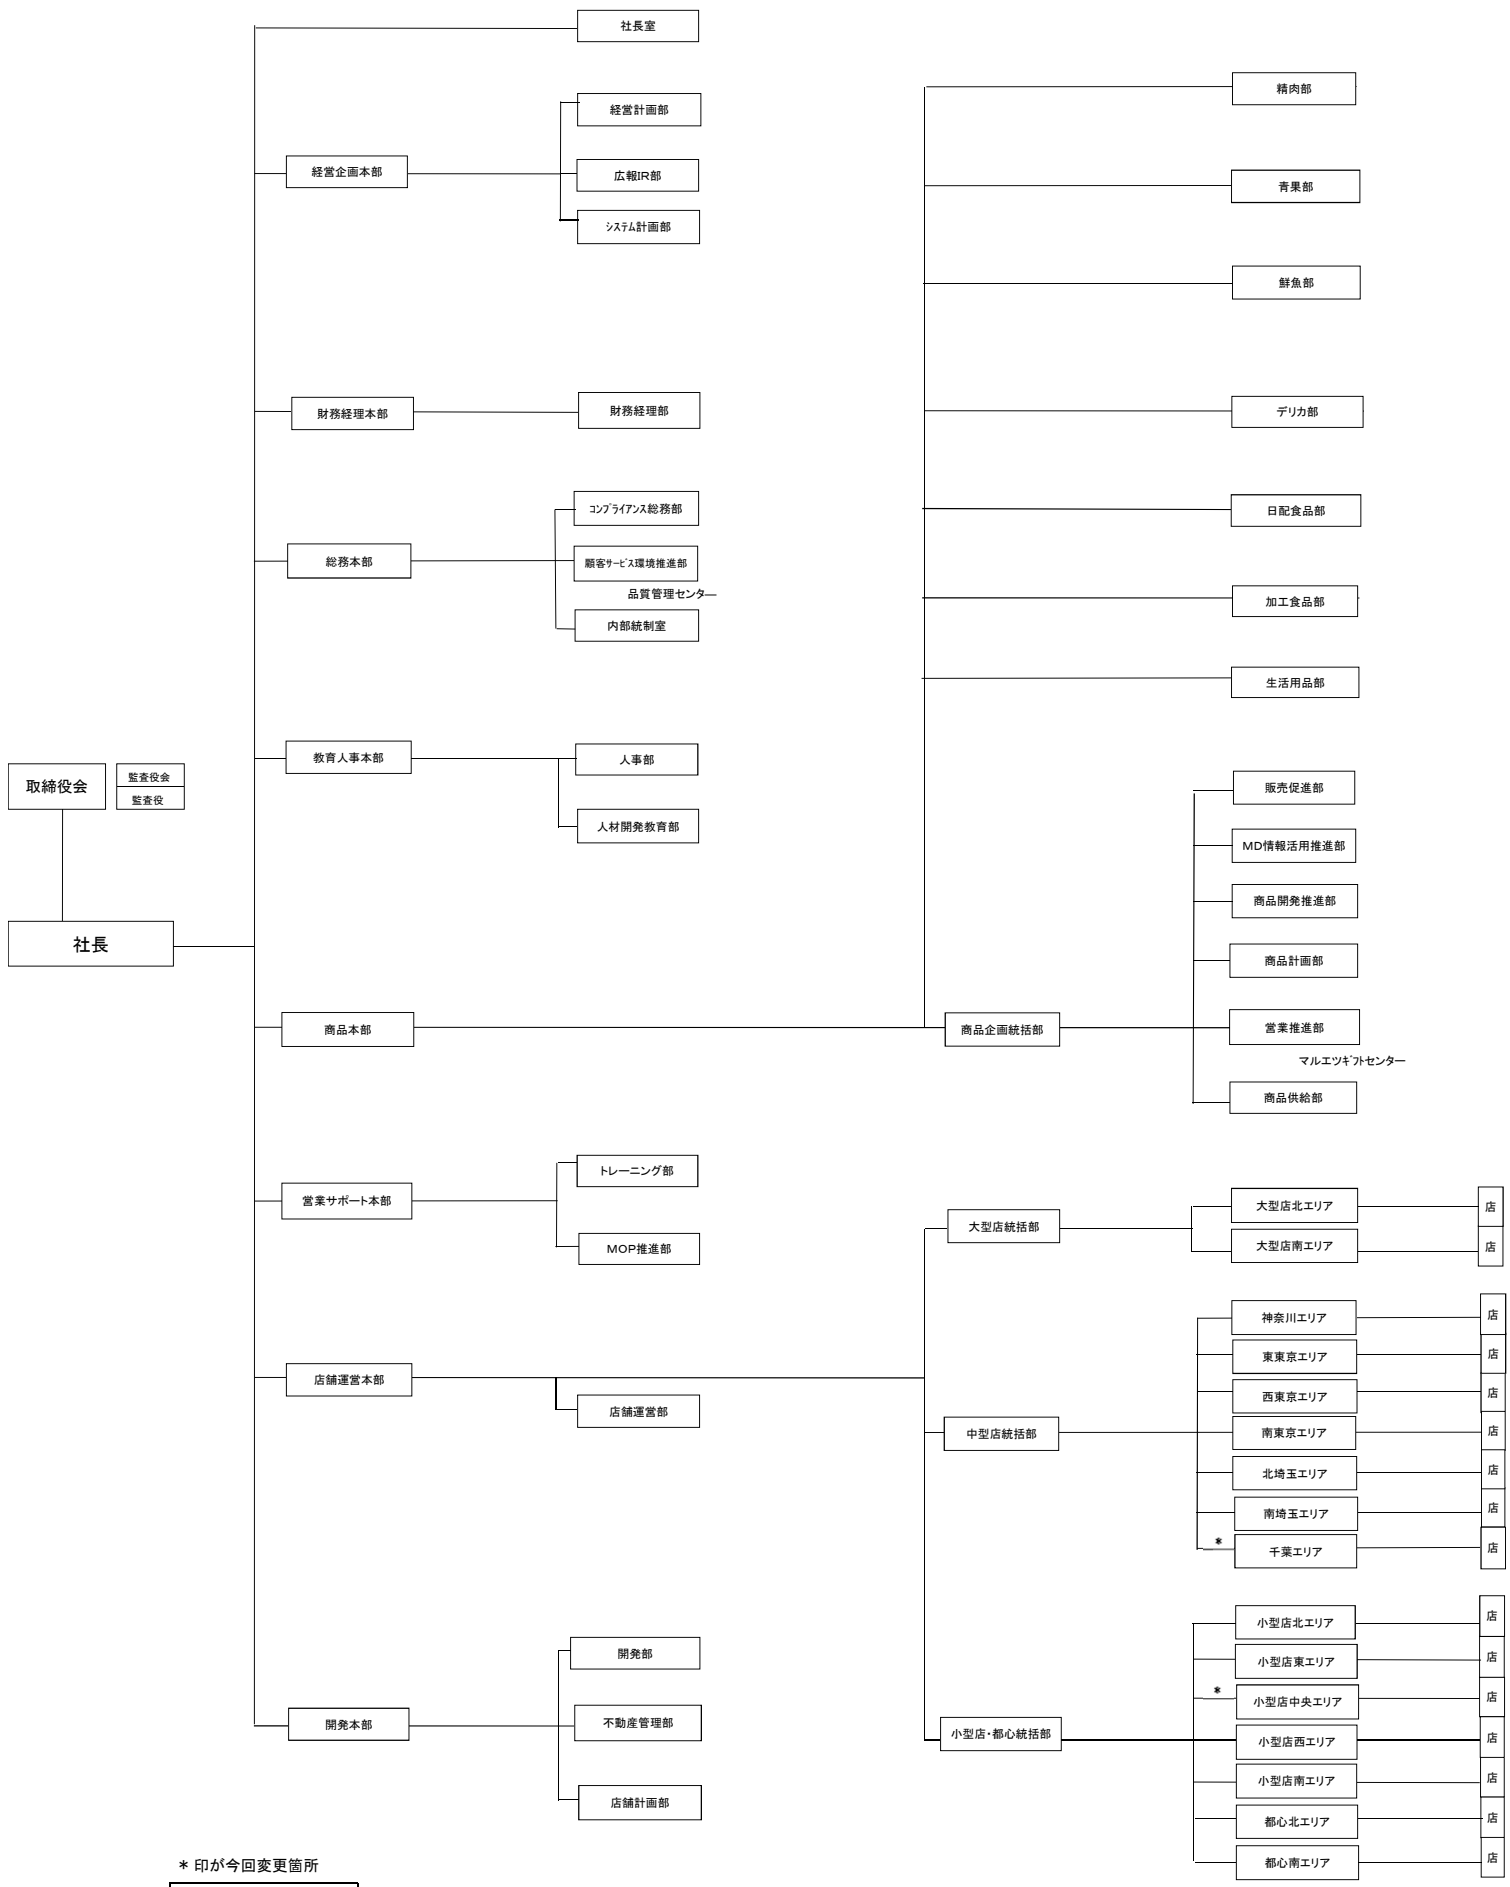 社長室
経営計画部
経営企画本部
広報IR部
ｼｽﾃﾑ計画部
財務経理本部
財務経理部
ｺﾝﾌﾟﾗｲｱﾝｽ総務部
総務本部
顧客ｻｰﾋﾞｽ環境推進部
品質管理センター
内部統制室
教育人事本部
人事部
人材開発教育部
取締役会
監査役会
監査役
社長
商品本部
営業サポート本部
トレーニング部
MOP推進部
店舗運営本部
店舗運営部
開発部
開発本部
不動産管理部
店舗計画部
精肉部
青果部
鮮魚部
デリカ部
日配食品部
加工食品部
生活用品部
販売促進部
MD情報活用推進部
商品開発推進部
商品計画部
商品企画統括部
営業推進部
マルエツｷﾞﾌﾄセンター
商品供給部
大型店統括部
大型店北エリア
店
大型店南エリア
店
神奈川エリア
店
東東京エリア
店
西東京エリア
店
中型店統括部
南東京エリア
店
北埼玉エリア
店
南埼玉エリア
店
*
千葉エリア
店
小型店北エリア
店
小型店東エリア
店
*
小型店中央エリア
店
小型店・都心統括部
小型店西エリア
店
小型店南エリア
店
都心北エリア
店
都心南エリア
店
* 印が今回変更箇所